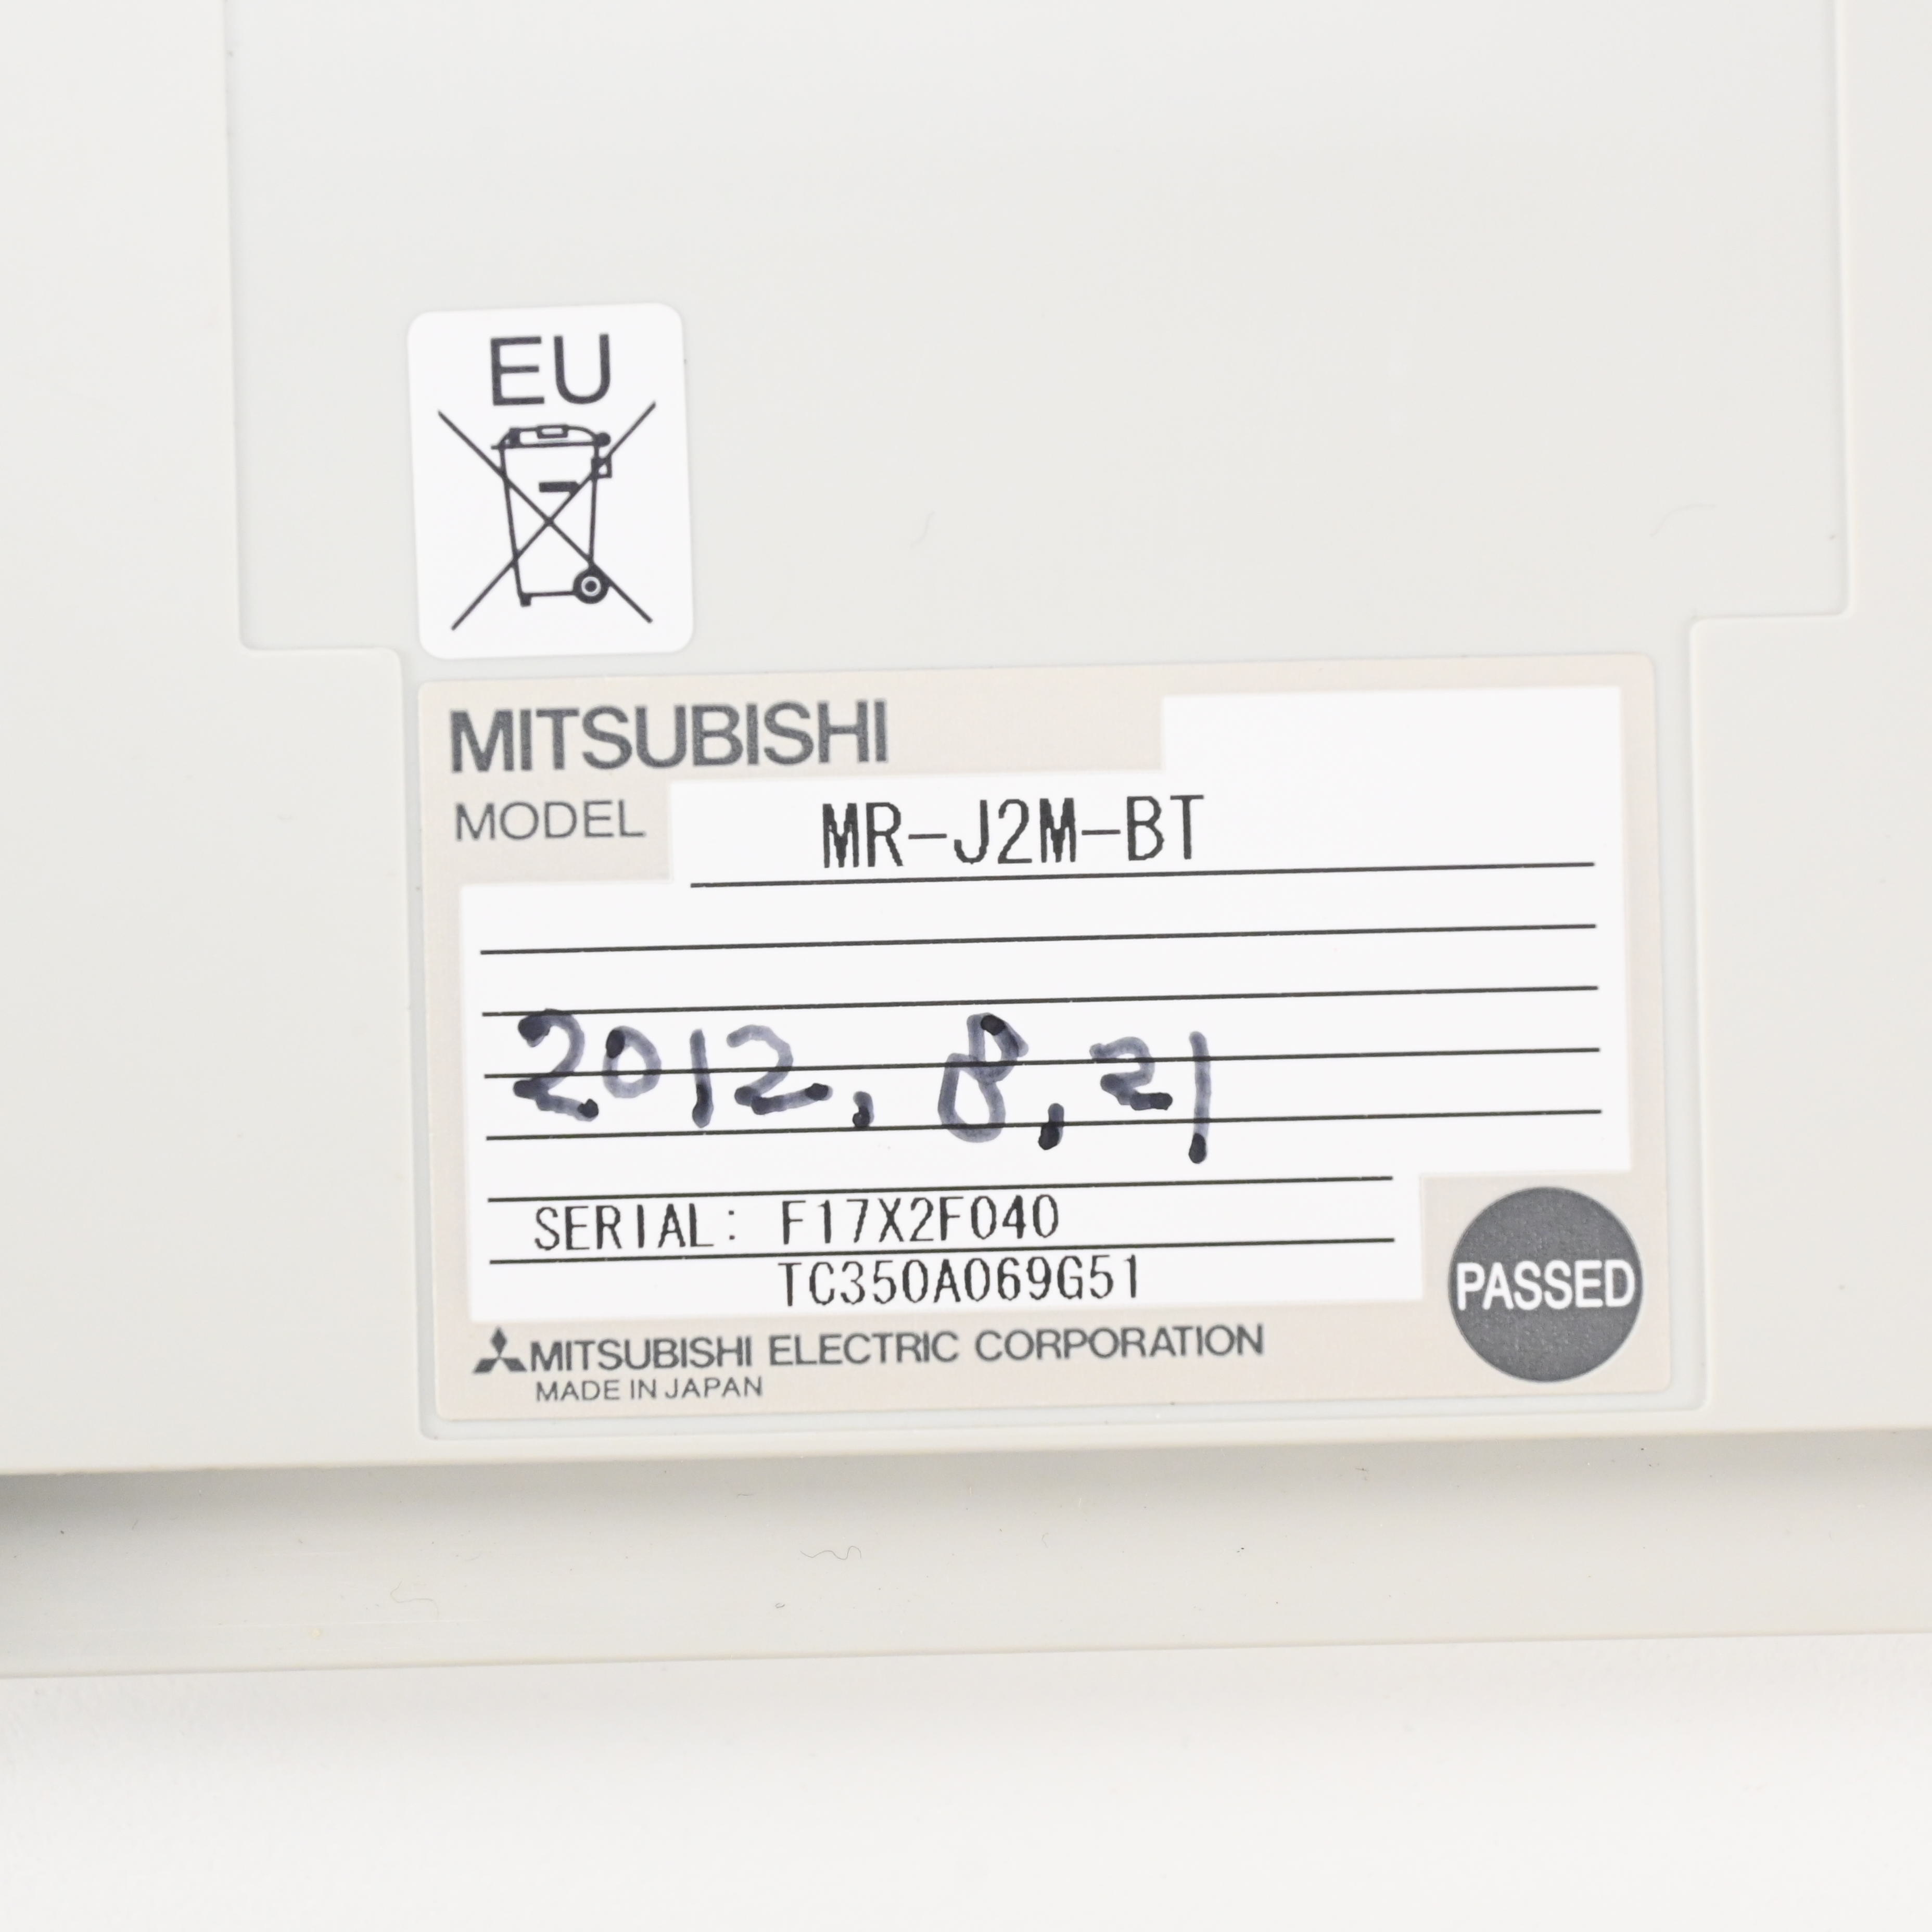 EU
MITSUBISHI
MODEL MR-J2M-BT
2012, 8, 21
SERIAL: F17X2F040
TC350A069G51
PASSED
MITSUBISHI ELECTRIC CORPORATION
MADE IN JAPAN